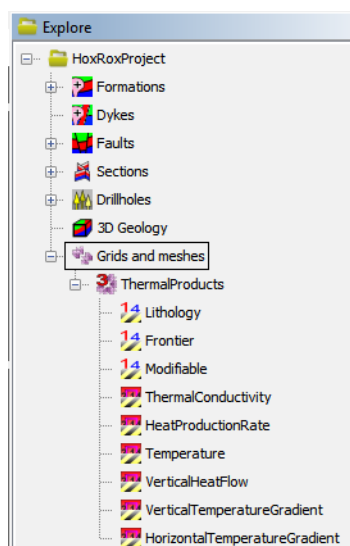 Explore
HoxRoxProject
Formations
Dykes
Faults
Sections
Drillholes
3D Geology
Grids and meshes
ThermalProducts
Lithology
Frontier
Modifiable
ThermalConductivity
HeatProductionRate
Temperature
VerticalHeatFlow
VerticalTemperatureGradient
HorizontalTemperatureGradient